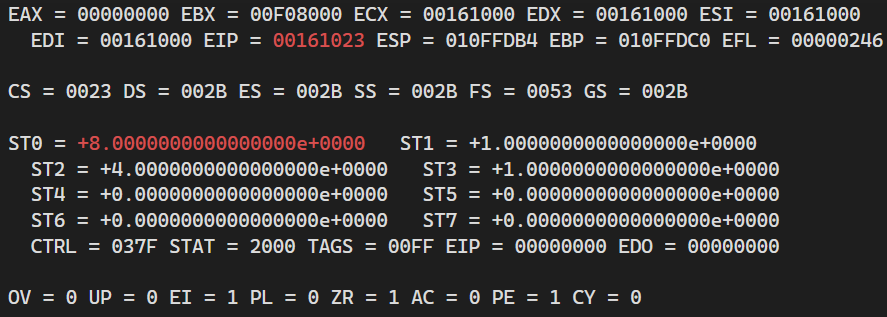 EAX = 00000000 EBX = 00F08000 ECX = 00161000 EDX = 00161000 ESI = 00161000
EDI = 00161000 EIP = 00161023 ESP = 010FFDB4 EBP = 010FFDC0 EFL = 00000246
CS = 0023 DS = 002B ES = 002B SS = 002B FS = 0053 GS = 002B
ST0 = +8.0000000000000000e+0000 ST1 = +1.0000000000000000e+0000
ST2 = +4.0000000000000000e+0000 ST3 = +1.0000000000000000e+0000
ST4 = +0.0000000000000000e+0000 ST5 = +0.0000000000000000e+0000
ST6 = +0.0000000000000000e+0000 ST7 = +0.0000000000000000e+0000
CTRL = 037F STAT = 2000 TAGS = 00FF EIP = 00000000 EDO = 00000000
OV = 0 UP = 0 EI = 1 PL = 0 ZR = 1 AC = 0 PE = 1 CY = 0